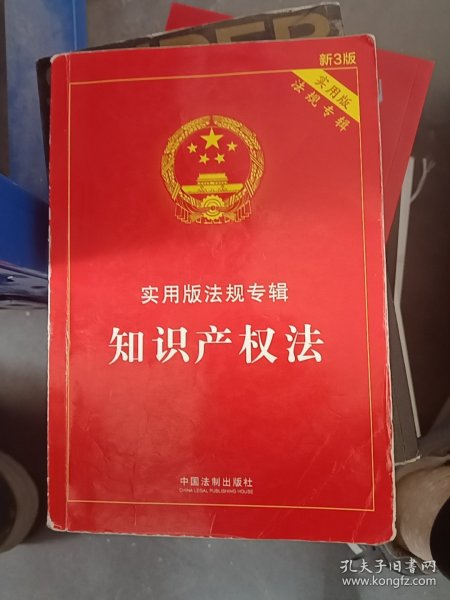 新3版
实用版
法规专辑
实用版法规专辑
知识产权法
中国法制出版社
CHINA LEGAL PUBLISHING HOUSE
孔夫子旧书网
www.kongfz.com